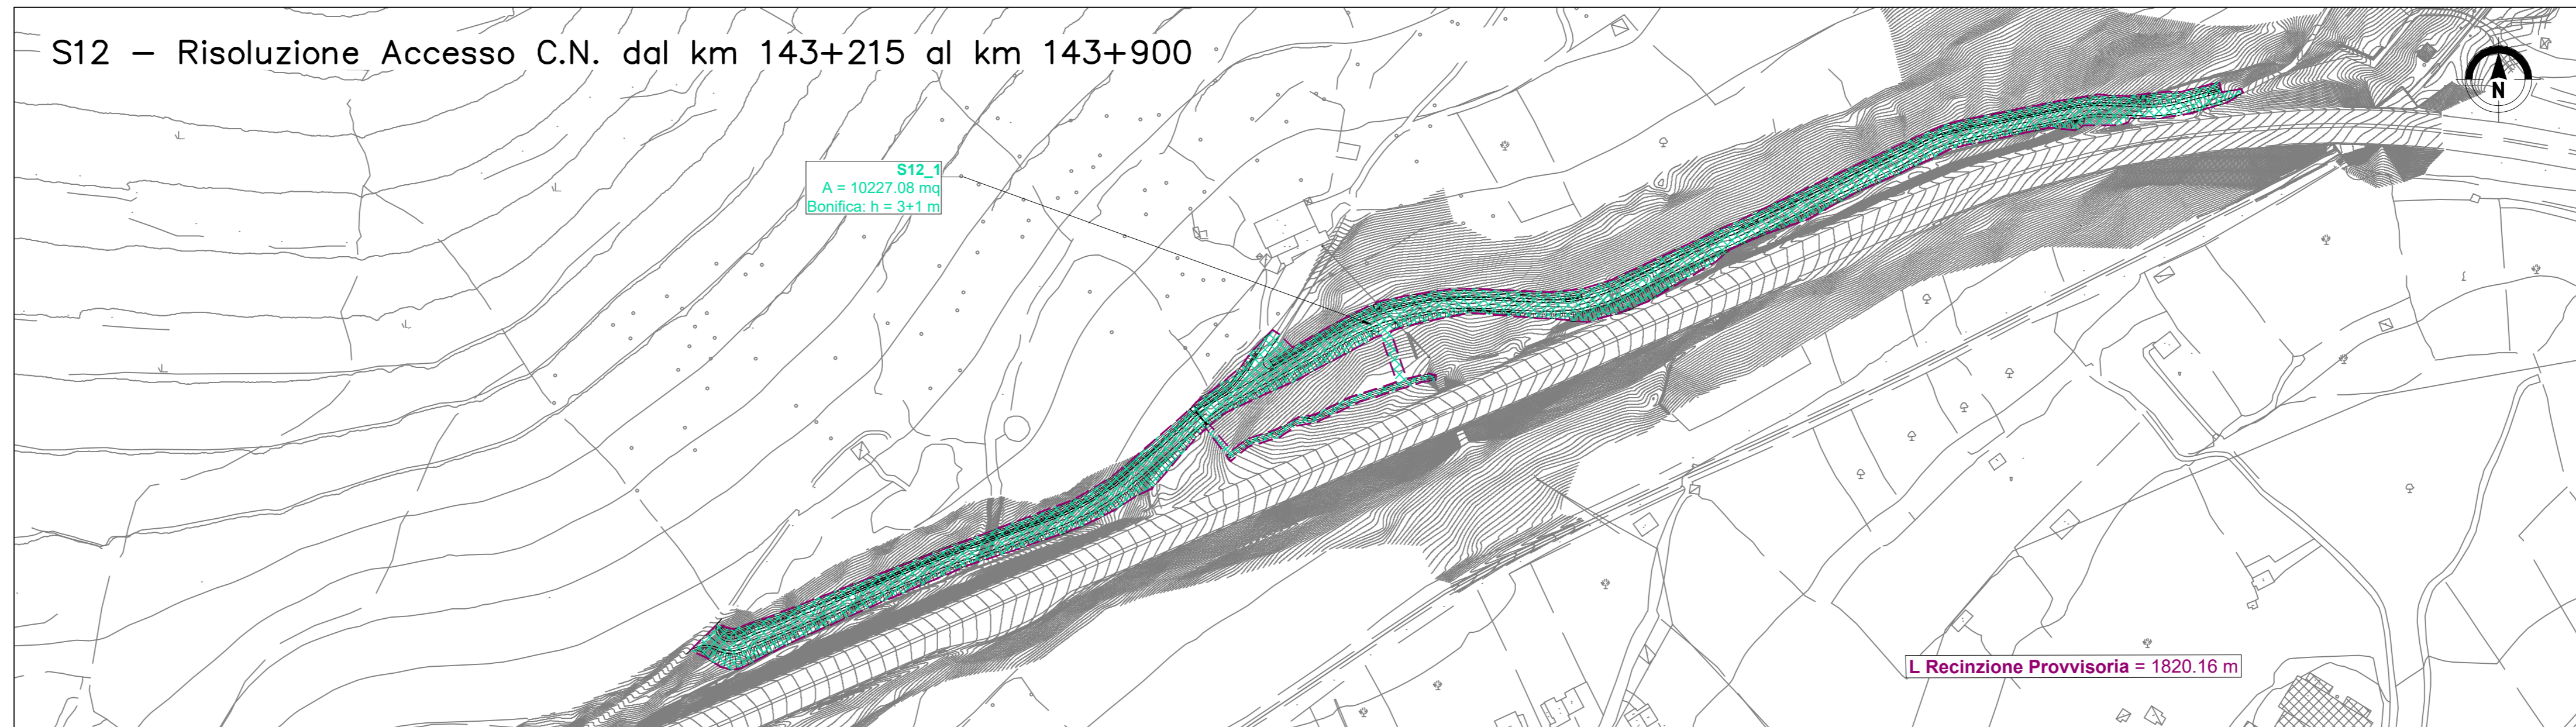 S12 – Risoluzione Accesso C.N. dal km 143+215 al km 143+900
N
S12_1
A = 10227.08 mq
Bonifica: h = 3+1 m
L Recinzione Provvisoria = 1820.16 m